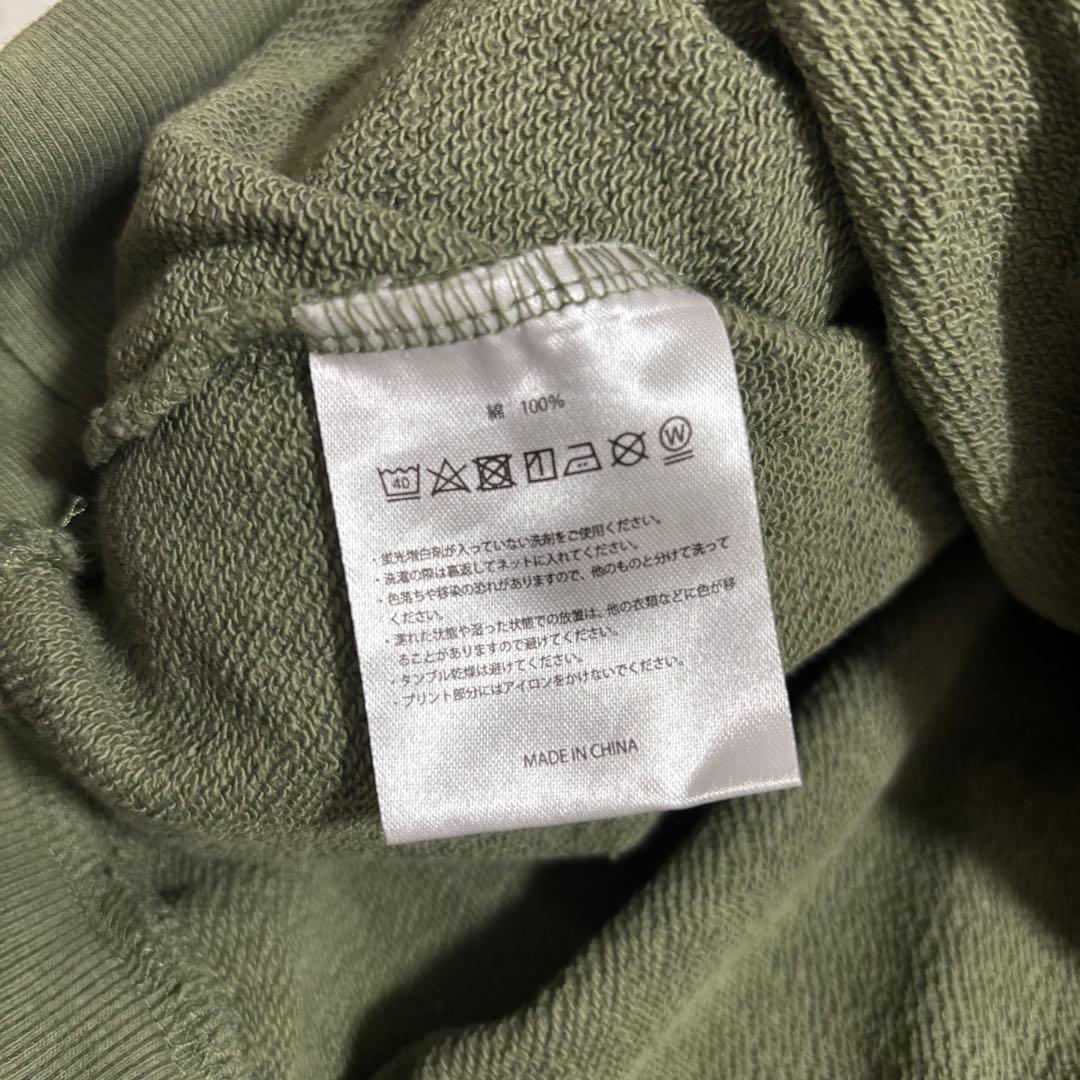 綿 100%
40 W
・蛍光増白剤が入っていない洗剤をご使用ください。
・洗濯の際は裏返してネットに入れてください。
・色落ちや移染の恐れがありますので、他のものと分けて洗って
ください。
・濡れた状態や湿った状態での放置は、他の衣類などに色が移
ることがありますので避けてください。
・タンブル乾燥は避けてください。
・プリント部分にはアイロンをかけないでください。
MADE IN CHINA